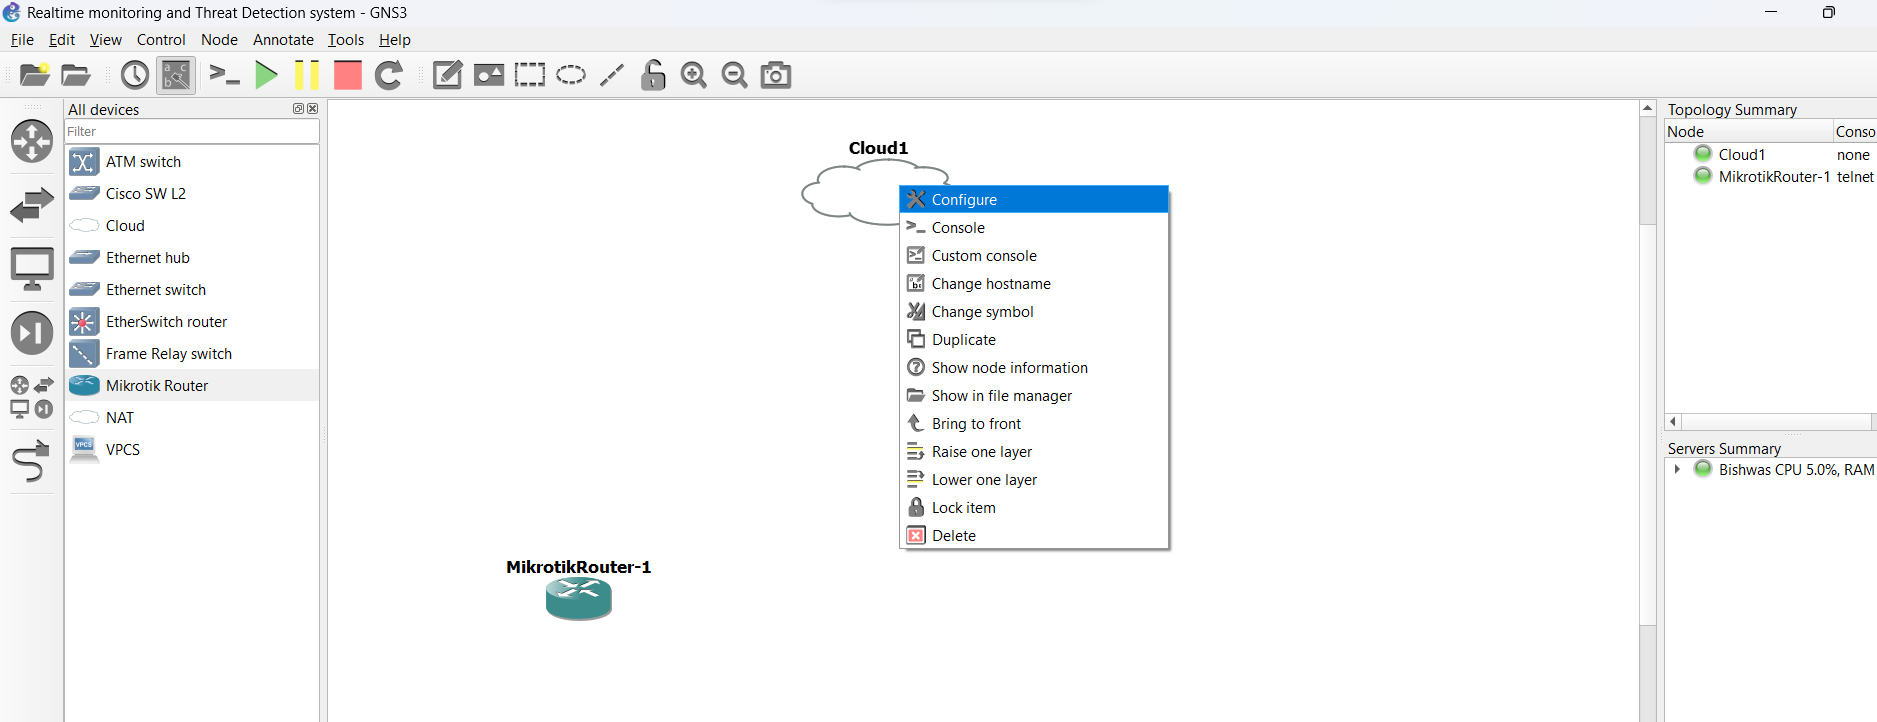 Realtime monitoring and Threat Detection system - GNS3
File Edit View Control Node Annotate Tools Help
All devices
Filter
ATM switch
Cisco SW L2
Cloud
Ethernet hub
Ethernet switch
EtherSwitch router
Frame Relay switch
Mikrotik Router
NAT
VPCS
Cloud1
Configure
Console
Custom console
Change hostname
Change symbol
Duplicate
Show node information
Show in file manager
Bring to front
Raise one layer
Lower one layer
Lock item
Delete
MikrotikRouter-1
Topology Summary
Node Conso
Cloud1 none
MikrotikRouter-1 telnet
Servers Summary
Bishwas CPU 5.0%, RAM